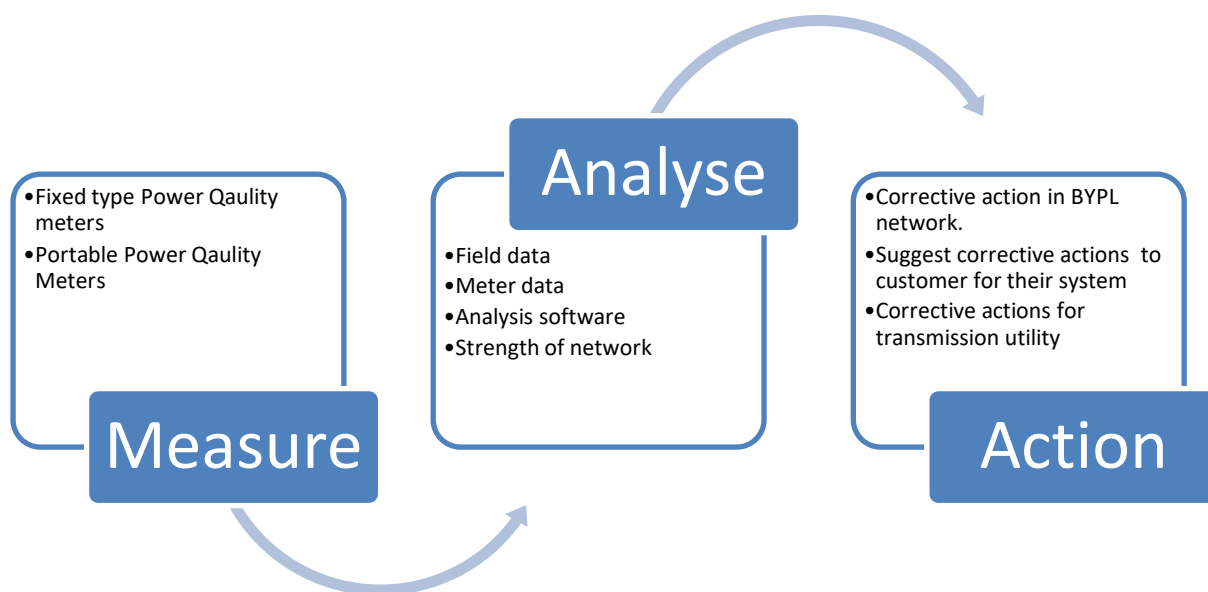 •Fixed type Power Qaulity
meters
•Portable Power Qaulity
Meters
Measure
Analyse
•Field data
•Meter data
•Analysis software
•Strength of network
•Corrective action in BYPL
network.
•Suggest corrective actions to
customer for their system
•Corrective actions for
transmission utility
Action